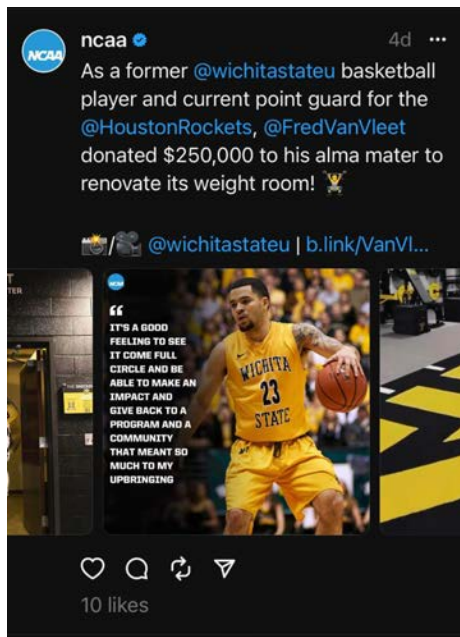 ncaa
4d
As a former @wichitastateu basketball
player and current point guard for the
@HoustonRockets, @FredVanVleet
donated $250,000 to his alma mater to
renovate its weight room!
@wichitastateu | b.link/VanVl...
NCAA
NCAA
“
IT'S A GOOD
FEELING TO SEE
IT COME FULL
CIRCLE AND BE
ABLE TO MAKE AN
IMPACT AND
GIVE BACK TO A
PROGRAM AND A
COMMUNITY
THAT MEANT SO
MUCH TO MY
UPBRINGING
WICHITA
23
STATE
10 likes